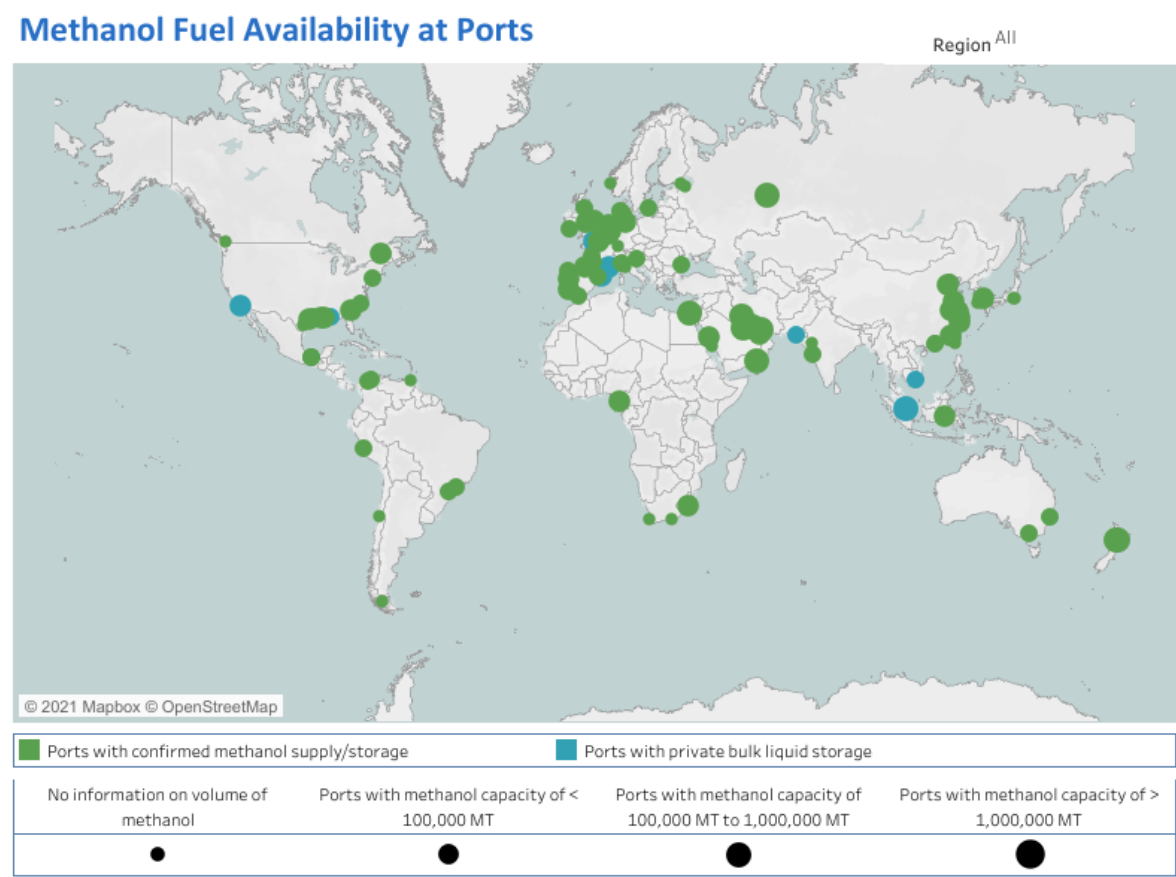 Methanol Fuel Availability at Ports
Region All
© 2021 Mapbox © OpenStreetMap
Ports with confirmed methanol supply/storage
Ports with private bulk liquid storage
No information on volume of
methanol
Ports with methanol capacity of <
100,000 MT
Ports with methanol capacity of
100,000 MT to 1,000,000 MT
Ports with methanol capacity of >
1,000,000 MT